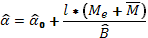 α̂ = α̂₀ + l * (Mₑ + M̅) / B̂